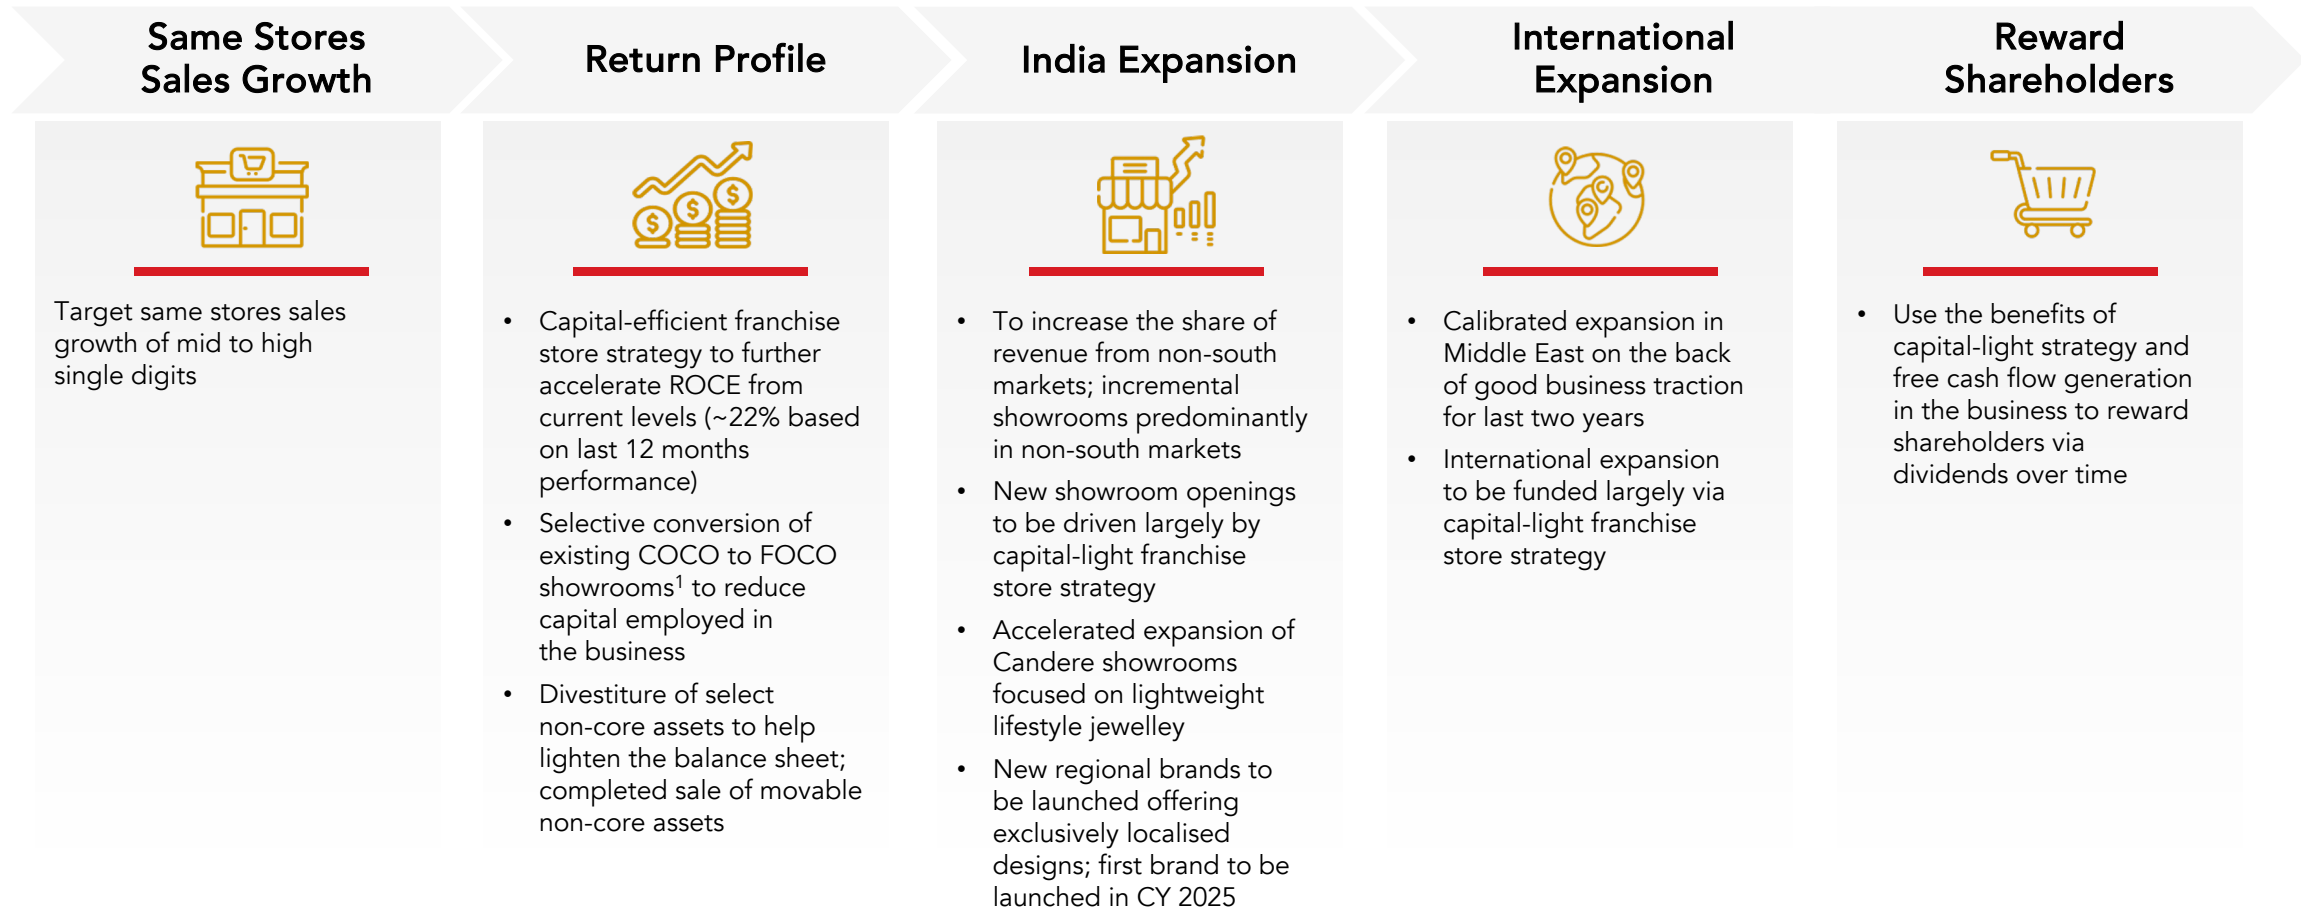 Same Stores
Sales Growth
Return Profile
India Expansion
International
Expansion
Reward
Shareholders
Target same stores sales
growth of mid to high
single digits
• Capital-efficient franchise
store strategy to further
accelerate ROCE from
current levels (~22% based
on last 12 months
performance)
• Selective conversion of
existing COCO to FOCO
showrooms¹ to reduce
capital employed in
the business
• Divestiture of select
non-core assets to help
lighten the balance sheet;
completed sale of movable
non-core assets
• To increase the share of
revenue from non-south
markets; incremental
showrooms predominantly
in non-south markets
• New showroom openings
to be driven largely by
capital-light franchise
store strategy
• Accelerated expansion of
Candere showrooms
focused on lightweight
lifestyle jewelley
• New regional brands to
be launched offering
exclusively localised
designs; first brand to be
launched in CY 2025
• Calibrated expansion in
Middle East on the back
of good business traction
for last two years
• International expansion
to be funded largely via
capital-light franchise
store strategy
• Use the benefits of
capital-light strategy and
free cash flow generation
in the business to reward
shareholders via
dividends over time